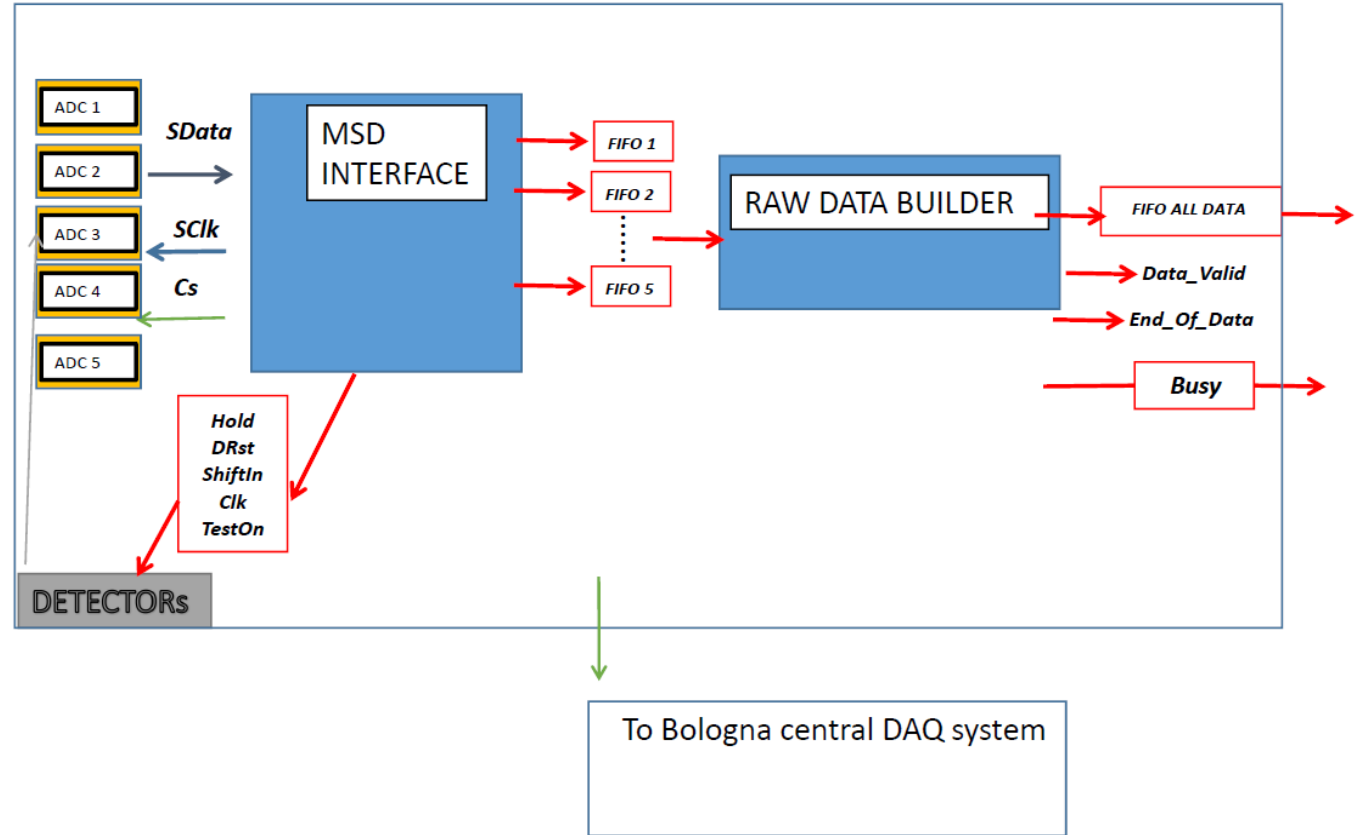 ADC 1
ADC 2
ADC 3
ADC 4
ADC 5
SData
SClk
Cs
MSD
INTERFACE
FIFO 1
FIFO 2
FIFO 5
RAW DATA BUILDER
FIFO ALL DATA
Data_Valid
End_Of_Data
Busy
Hold
DRst
ShiftIn
Clk
TestOn
DETECTORs
To Bologna central DAQ system